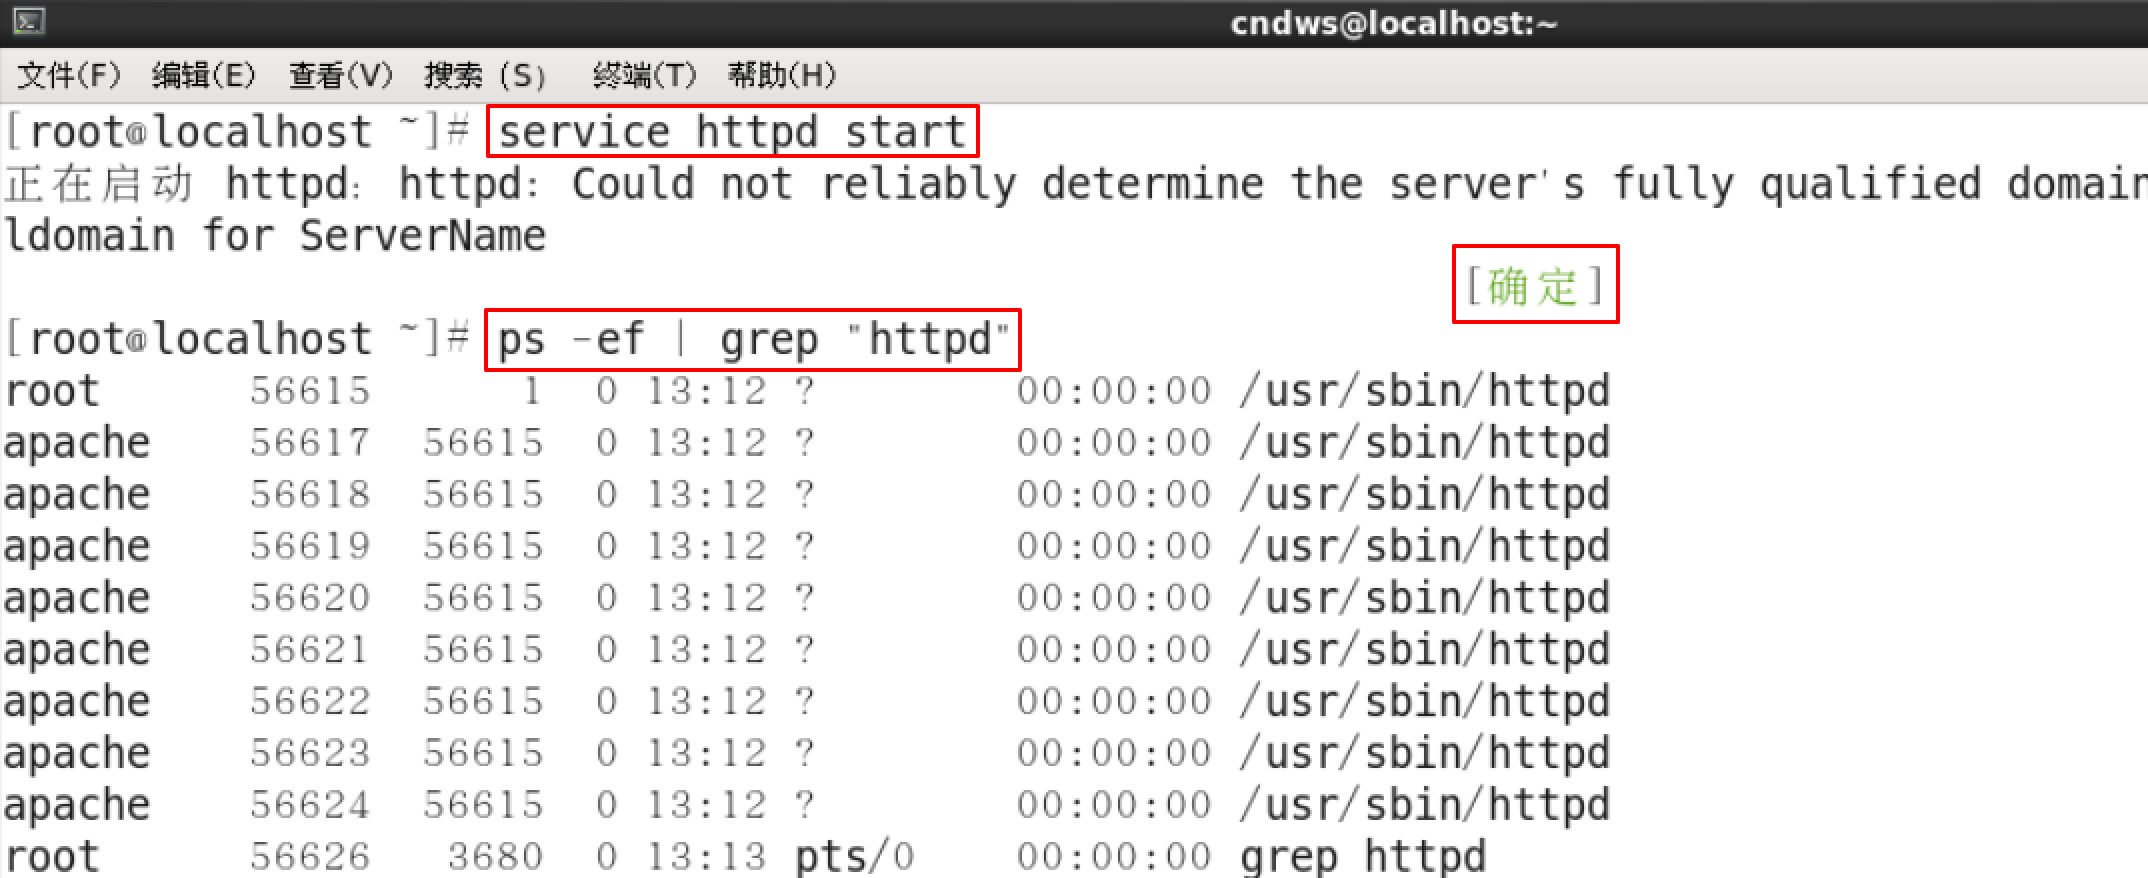 cndws@localhost:~
文件(F) 编辑(E) 查看(V) 搜索 (S) 终端(T) 帮助(H)
[root@localhost ~]# service httpd start
正在启动 httpd: httpd: Could not reliably determine the server's fully qualified domain
ldomain for ServerName
[确定]
[root@localhost ~]# ps -ef | grep "httpd"
root 56615 1 0 13:12 ? 00:00:00 /usr/sbin/httpd
apache 56617 56615 0 13:12 ? 00:00:00 /usr/sbin/httpd
apache 56618 56615 0 13:12 ? 00:00:00 /usr/sbin/httpd
apache 56619 56615 0 13:12 ? 00:00:00 /usr/sbin/httpd
apache 56620 56615 0 13:12 ? 00:00:00 /usr/sbin/httpd
apache 56621 56615 0 13:12 ? 00:00:00 /usr/sbin/httpd
apache 56622 56615 0 13:12 ? 00:00:00 /usr/sbin/httpd
apache 56623 56615 0 13:12 ? 00:00:00 /usr/sbin/httpd
apache 56624 56615 0 13:12 ? 00:00:00 /usr/sbin/httpd
root 56626 3680 0 13:13 pts/0 00:00:00 grep httpd